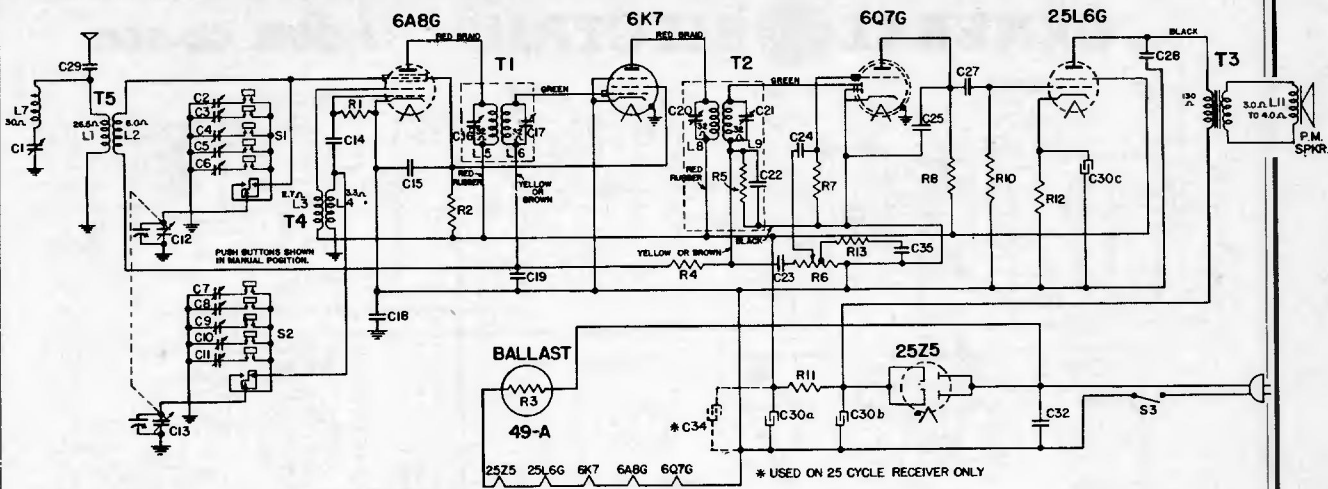 6A8G
6K7
6Q7G
25L6G
RED BRAID
RED BRAID
BLACK
C29
T5
C28
T3
T1
T2
C27
GREEN
GREEN
L7
30Ω
C1
26.5Ω
L1
6.0Ω
L2
C2
C3
C4
C5
C6
S1
R1
C14
C16
C17
L5
L6
C20
C21
L8
L9
C24
C25
130Ω
3.0Ω
TO 4.0Ω
L11
P.M.
SPKR.
C15
RED
RUBBER
YELLOW
OR
BROWN
RED
RUBBER
R5
C22
R7
R8
R10
C30c
R12
L3
L4
3.3Ω
T4
R2
C12
PUSH BUTTONS SHOWN
IN MANUAL POSITION.
BLACK
YELLOW OR BROWN
R13
C35
C19
R4
C23
R6
C7
C8
C9
C10
C11
S2
C18
BALLAST
R3
49-A
25Z5
R11
C13
* C34
C30a
C30b
C32
S3
25Z5 25L6G 6K7 6A8G 6Q7G
* USED ON 25 CYCLE RECEIVER ONLY